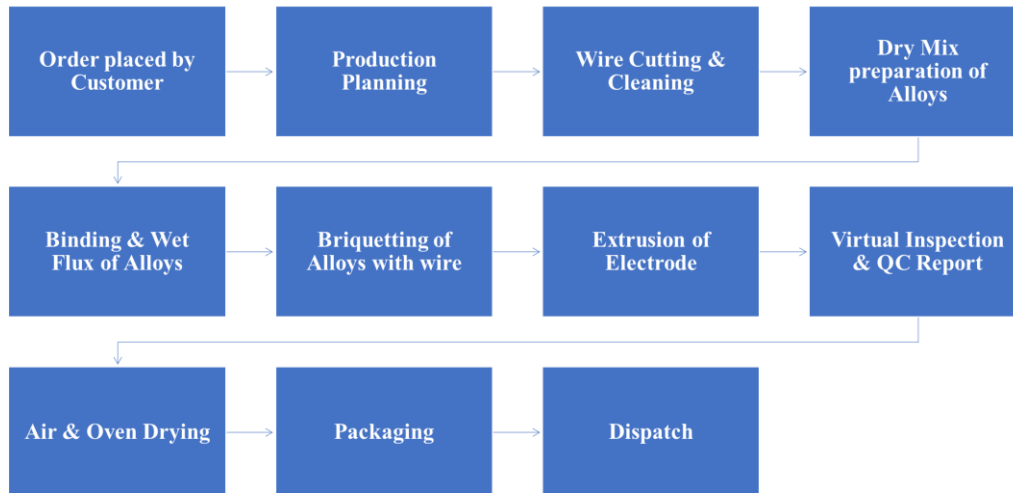 Order placed by
Customer
Production
Planning
Wire Cutting &
Cleaning
Dry Mix
preparation of
Alloys
Binding & Wet
Flux of Alloys
Briquetting of
Alloys with wire
Extrusion of
Electrode
Virtual Inspection
& QC Report
Air & Oven Drying
Packaging
Dispatch